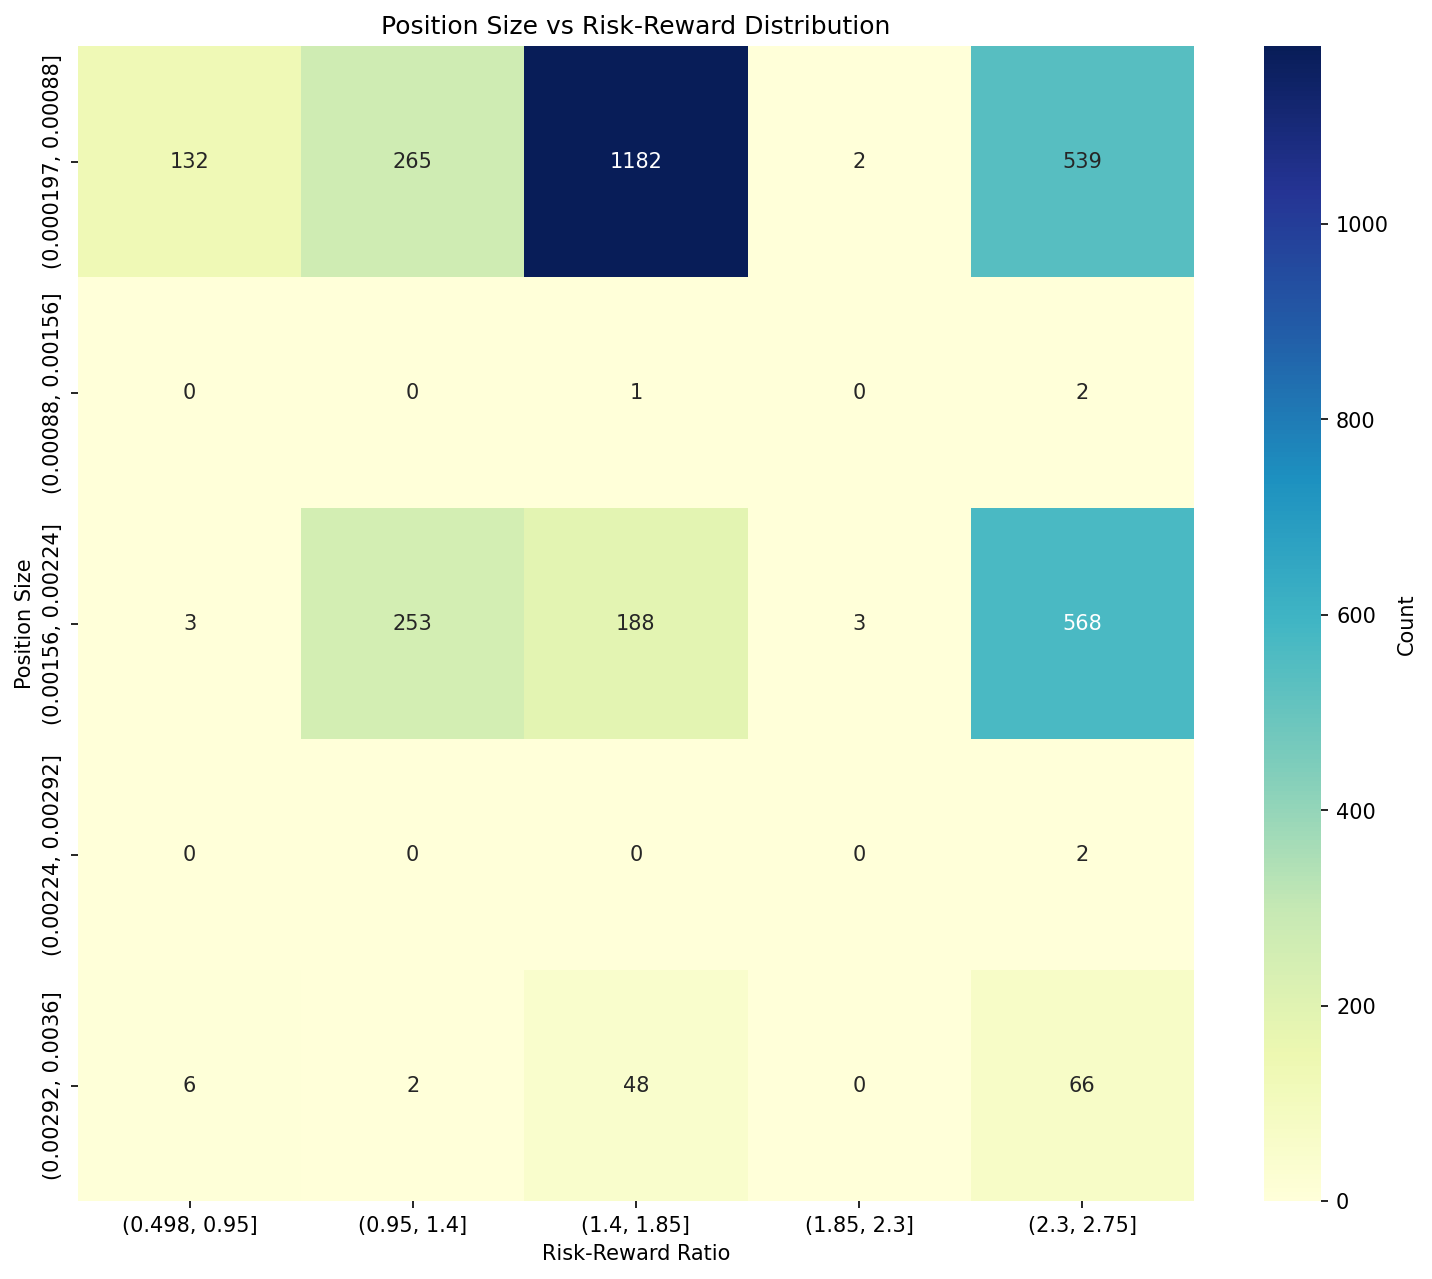 Position Size vs Risk-Reward Distribution
Position Size
(0.000197, 0.00088]
132 265 1182 2 539
(0.00088, 0.00156]
0 0 1 0 2
(0.00156, 0.00224]
3 253 188 3 568
(0.00224, 0.00292]
0 0 0 0 2
(0.00292, 0.0036]
6 2 48 0 66
(0.498, 0.95] (0.95, 1.4] (1.4, 1.85] (1.85, 2.3] (2.3, 2.75]
Risk-Reward Ratio
1000
800
600
400
200
0
Count